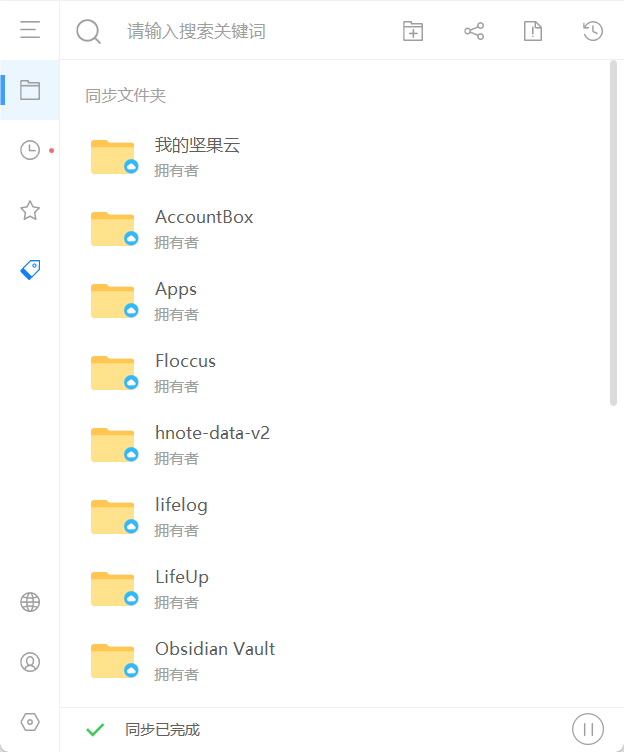 请输入搜索关键词
同步文件夹
我的坚果云
拥有者
AccountBox
拥有者
Apps
拥有者
Floccus
拥有者
hnote-data-v2
拥有者
lifelog
拥有者
LifeUp
拥有者
Obsidian Vault
拥有者
同步已完成